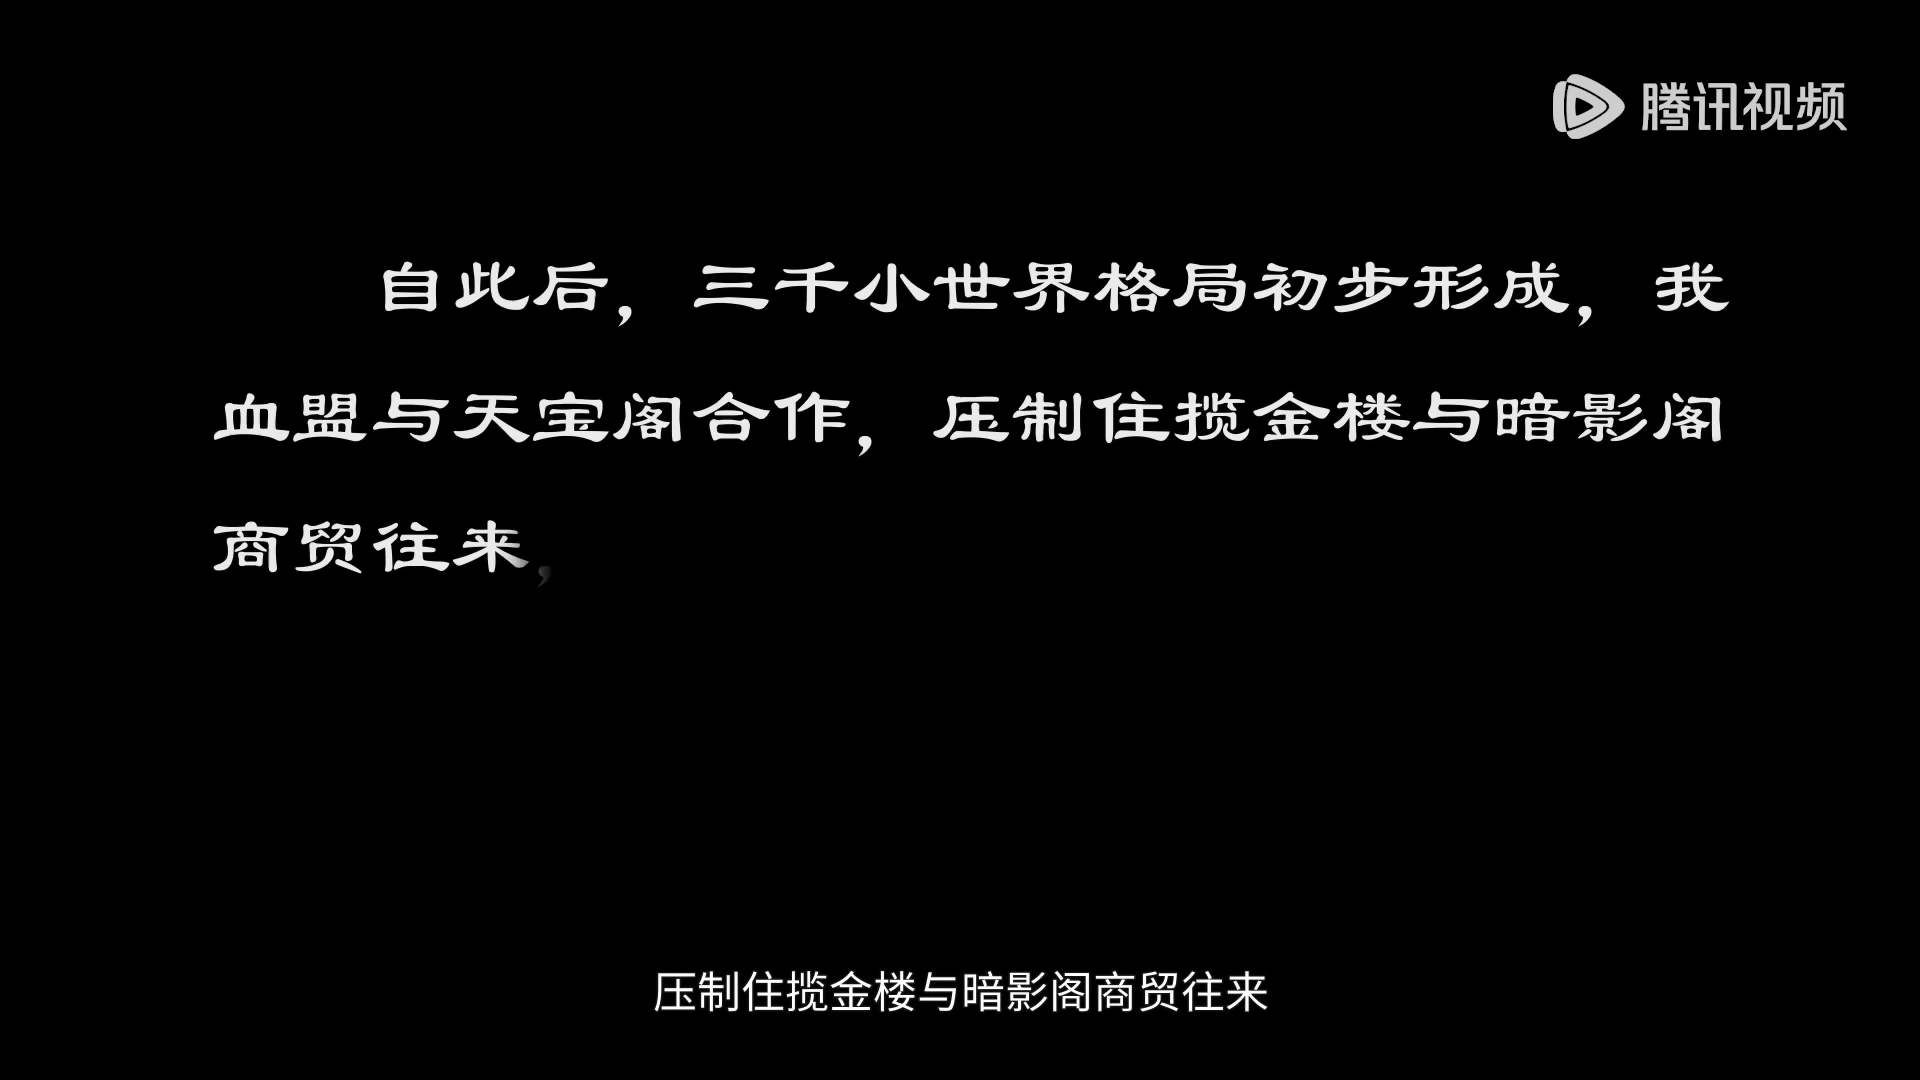 腾讯视频
自此后，三千小世界格局初步形成，我
血盟与天宝阁合作，压制住揽金楼与暗影阁
商贸往来，
压制住揽金楼与暗影阁商贸往来